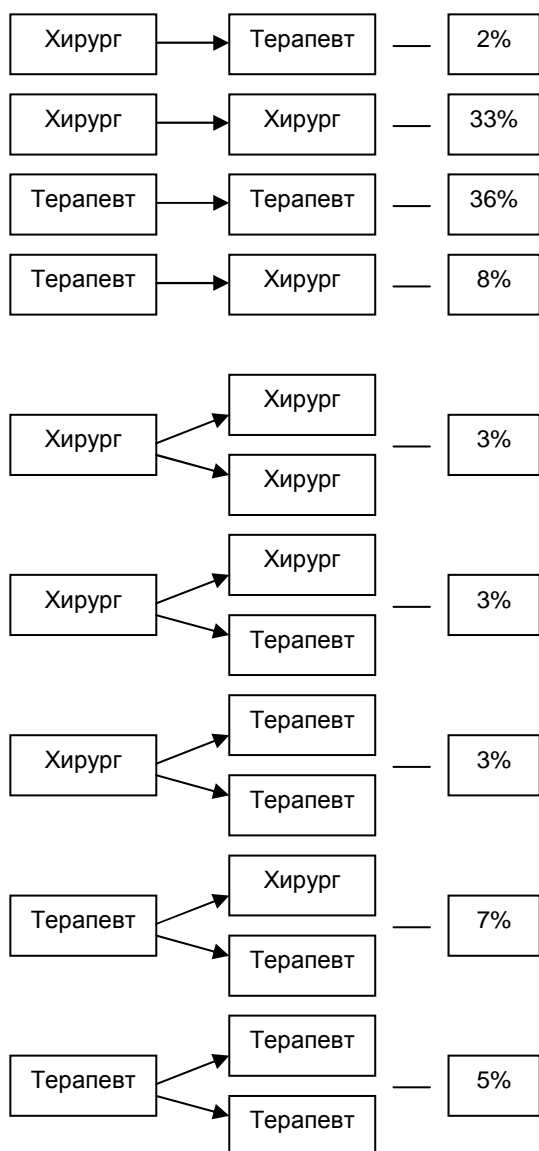 Хирург Терапевт 2%
Хирург Хирург 33%
Терапевт Терапевт 36%
Терапевт Хирург 8%
Хирург
Хирург 3%
Хирург
Хирург
Хирург 3%
Терапевт
Терапевт
Хирург 3%
Терапевт
Хирург
Терапевт 7%
Терапевт
Терапевт
Терапевт 5%
Терапевт